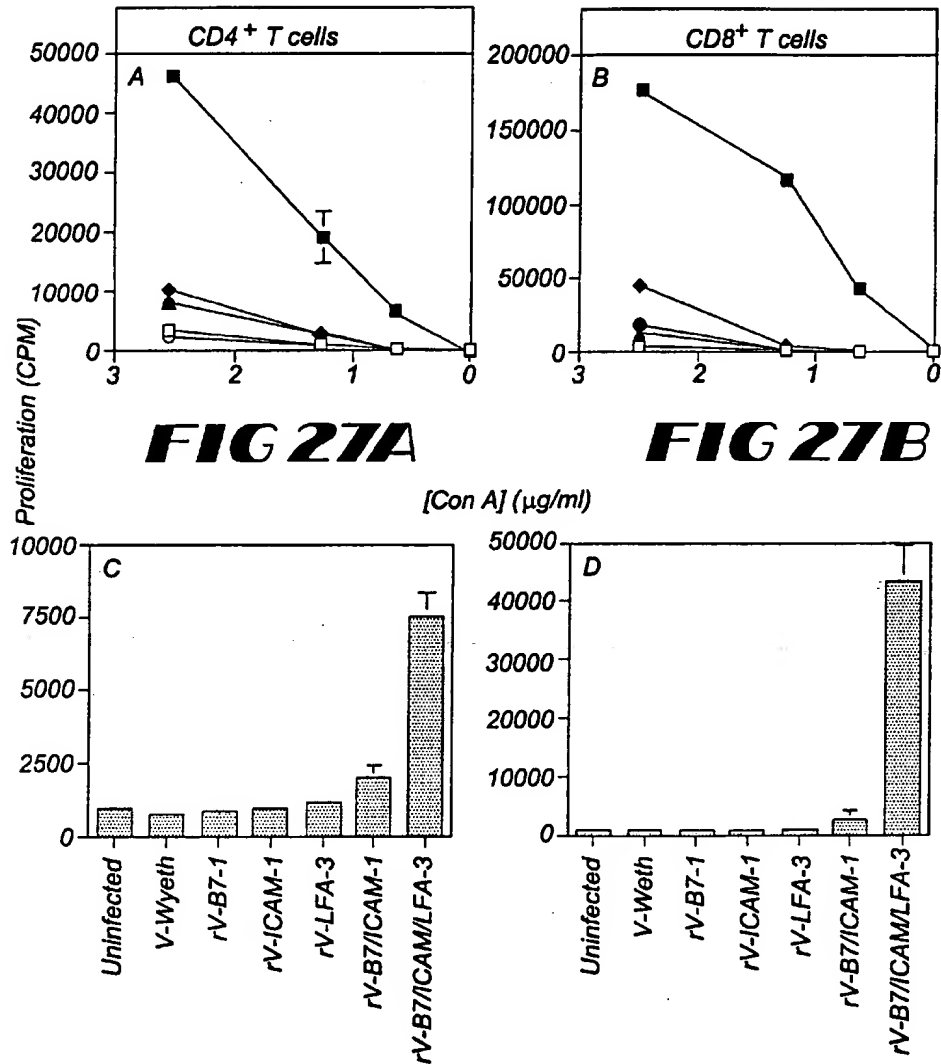 CD4+ T cells
CD8+ T cells
A
50000
40000
30000
20000
10000
0
3
2
1
0
B
200000
150000
100000
50000
0
3
2
1
0
FIG 27A
FIG 27B
Proliferation (CPM)
[Con A] (µg/ml)
C
10000
7500
5000
2500
0
Uninfected
V-Wyeth
rV-B7-1
rV-ICAM-1
rV-LFA-3
rV-B7/ICAM-1
rV-B7/ICAM/LFA-3
D
50000
40000
30000
20000
10000
0
Uninfected
V-Weth
rV-B7-1
rV-ICAM-1
rV-LFA-3
rV-B7/ICAM-1
rV-B7/ICAM/LFA-3